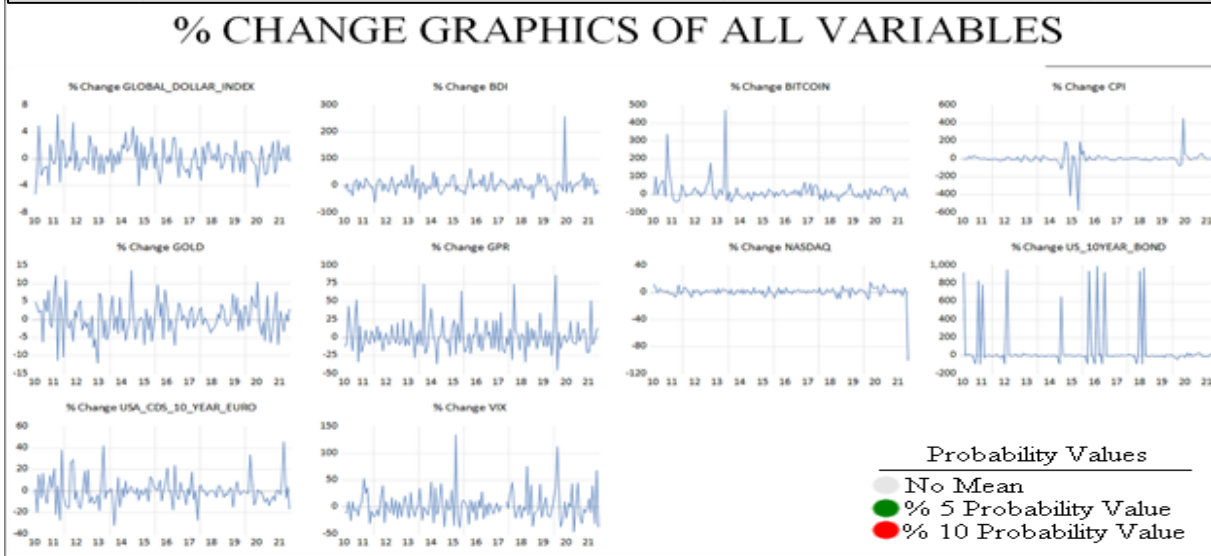 % CHANGE GRAPHICS OF ALL VARIABLES
% Change GLOBAL_DOLLAR_INDEX
8
4
0
-4
-8
10 11 12 13 14 15 16 17 18 19 20 21
% Change BDI
300
200
100
0
-100
10 11 12 13 14 15 16 17 18 19 20 21
% Change BITCOIN
500
400
300
200
100
0
-100
10 11 12 13 14 15 16 17 18 19 20 21
% Change CPI
600
400
200
0
-200
-400
-600
10 11 12 13 14 15 16 17 18 19 20 21
% Change GOLD
15
10
5
0
-5
-10
-15
10 11 12 13 14 15 16 17 18 19 20 21
% Change GPR
100
75
50
25
0
-25
-50
10 11 12 13 14 15 16 17 18 19 20 21
% Change NASDAQ
40
0
-40
-80
-120
10 11 12 13 14 15 16 17 18 19 20 21
% Change US_10YEAR_BOND
1,000
800
600
400
200
0
-200
10 11 12 13 14 15 16 17 18 19 20 21
% Change USA_CDS_10_YEAR_EURO
60
40
20
0
-20
-40
10 11 12 13 14 15 16 17 18 19 20 21
% Change VIX
150
100
50
0
-50
10 11 12 13 14 15 16 17 18 19 20 21
Probability Values
No Mean
% 5 Probability Value
% 10 Probability Value